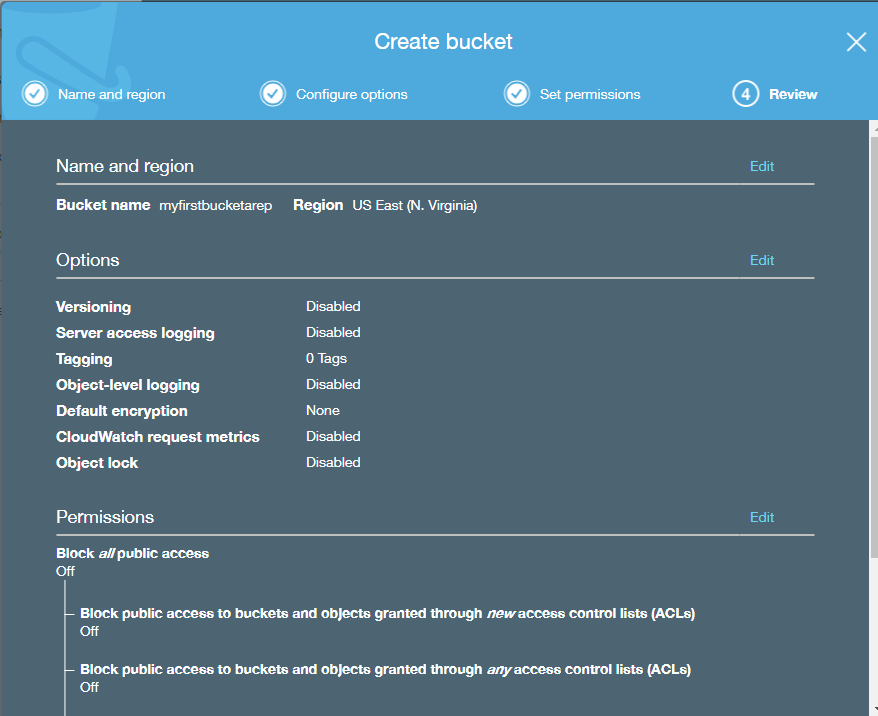 Create bucket
Name and region
Configure options
Set permissions
4 Review
Name and region Edit
Bucket name myfirstbucketarep Region US East (N. Virginia)
Options Edit
Versioning Disabled
Server access logging Disabled
Tagging 0 Tags
Object-level logging Disabled
Default encryption None
CloudWatch request metrics Disabled
Object lock Disabled
Permissions Edit
Block all public access
Off
Block public access to buckets and objects granted through new access control lists (ACLs)
Off
Block public access to buckets and objects granted through any access control lists (ACLs)
Off